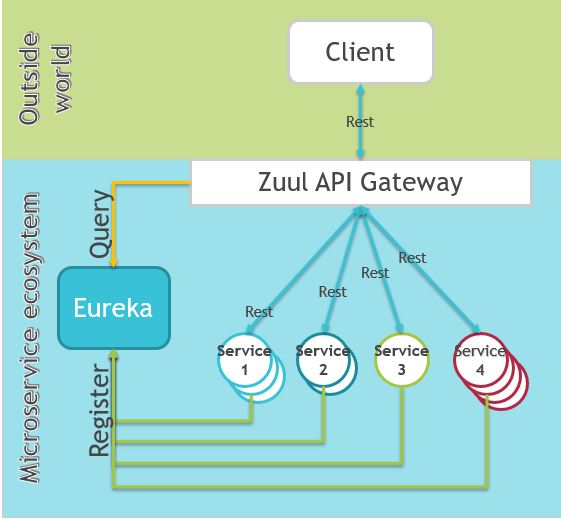 Outside
world
Client
Rest
Zuul API Gateway
Microservice ecosystem
Query
Eureka
Register
Rest
Rest
Rest
Rest
Service
1
Service
2
Service
3
Service
4